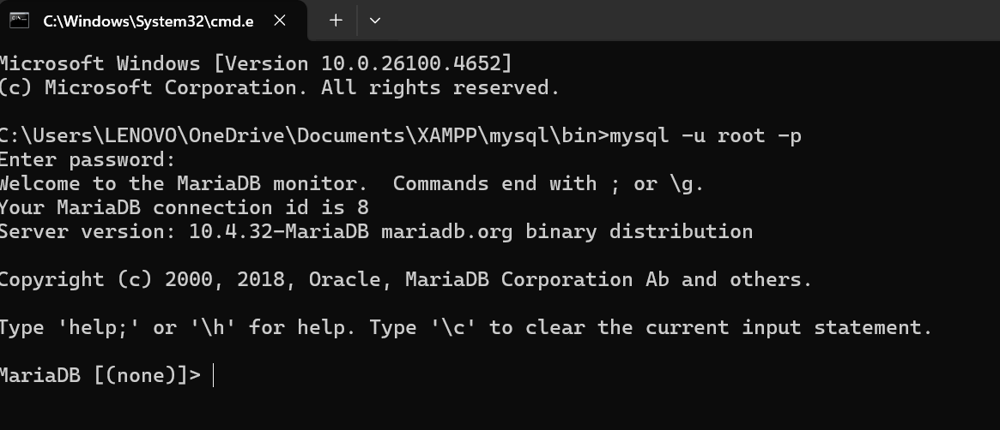 C:\Windows\System32\cmd.e
Microsoft Windows [Version 10.0.26100.4652]
(c) Microsoft Corporation. All rights reserved.
C:\Users\LENOVO\OneDrive\Documents\XAMPP\mysql\bin>mysql -u root -p
Enter password:
Welcome to the MariaDB monitor.  Commands end with ; or \g.
Your MariaDB connection id is 8
Server version: 10.4.32-MariaDB mariadb.org binary distribution
Copyright (c) 2000, 2018, Oracle, MariaDB Corporation Ab and others.
Type 'help;' or '\h' for help. Type '\c' to clear the current input statement.
MariaDB [(none)]>